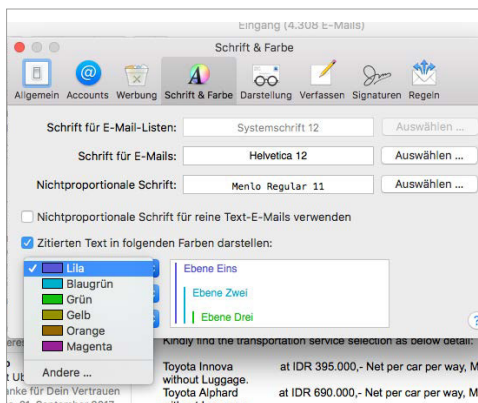 Eingang (4.308 E-Mails)
Schrift & Farbe
Allgemein Accounts Werbung Schrift & Farbe Darstellung Verfassen Signaturen Regeln
Schrift für E-Mail-Listen: Systemschrift 12 Auswählen ...
Schrift für E-Mails: Helvetica 12 Auswählen ...
Nichtproportionale Schrift: Menlo Regular 11 Auswählen ...
Nichtproportionale Schrift für reine Text-E-Mails verwenden
Zitierten Text in folgenden Farben darstellen:
✓ Lila
Blaugrün
Grün
Gelb
Orange
Magenta
Andere ...
Ebene Eins
Ebene Zwei
Ebene Drei
?
Kindly find the transportation service selection as below detail:
Toyota Innova at IDR 395.000,- Net per car per way, M
without Luggage.
Toyota Alphard at IDR 690.000,- Net per car per way, M
nke für Dein Vertrauen